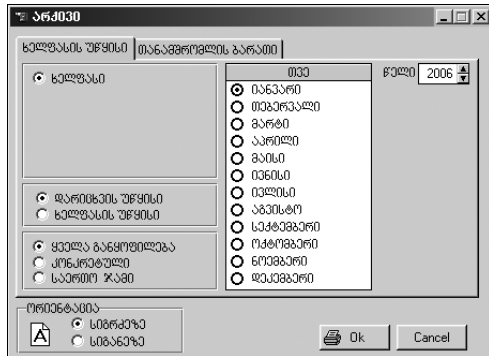 არქივი
ხელფასის უწყისი თანამშრომლის ბარათი
ხელფასი
დარიცხვის უწყისი
ხელფასის უწყისი
ყველა განყოფილება
კონკრეტული
საერთო ჯამი
თვე
იანვარი
თებერვალი
მარტი
აპრილი
მაისი
ივნისი
ივლისი
აგვისტო
სექტემბერი
ოქტომბერი
ნოემბერი
დეკემბერი
წელი 2006
ორიენტაცია
A
სიგრძეზე
სიგანეზე
Ok Cancel